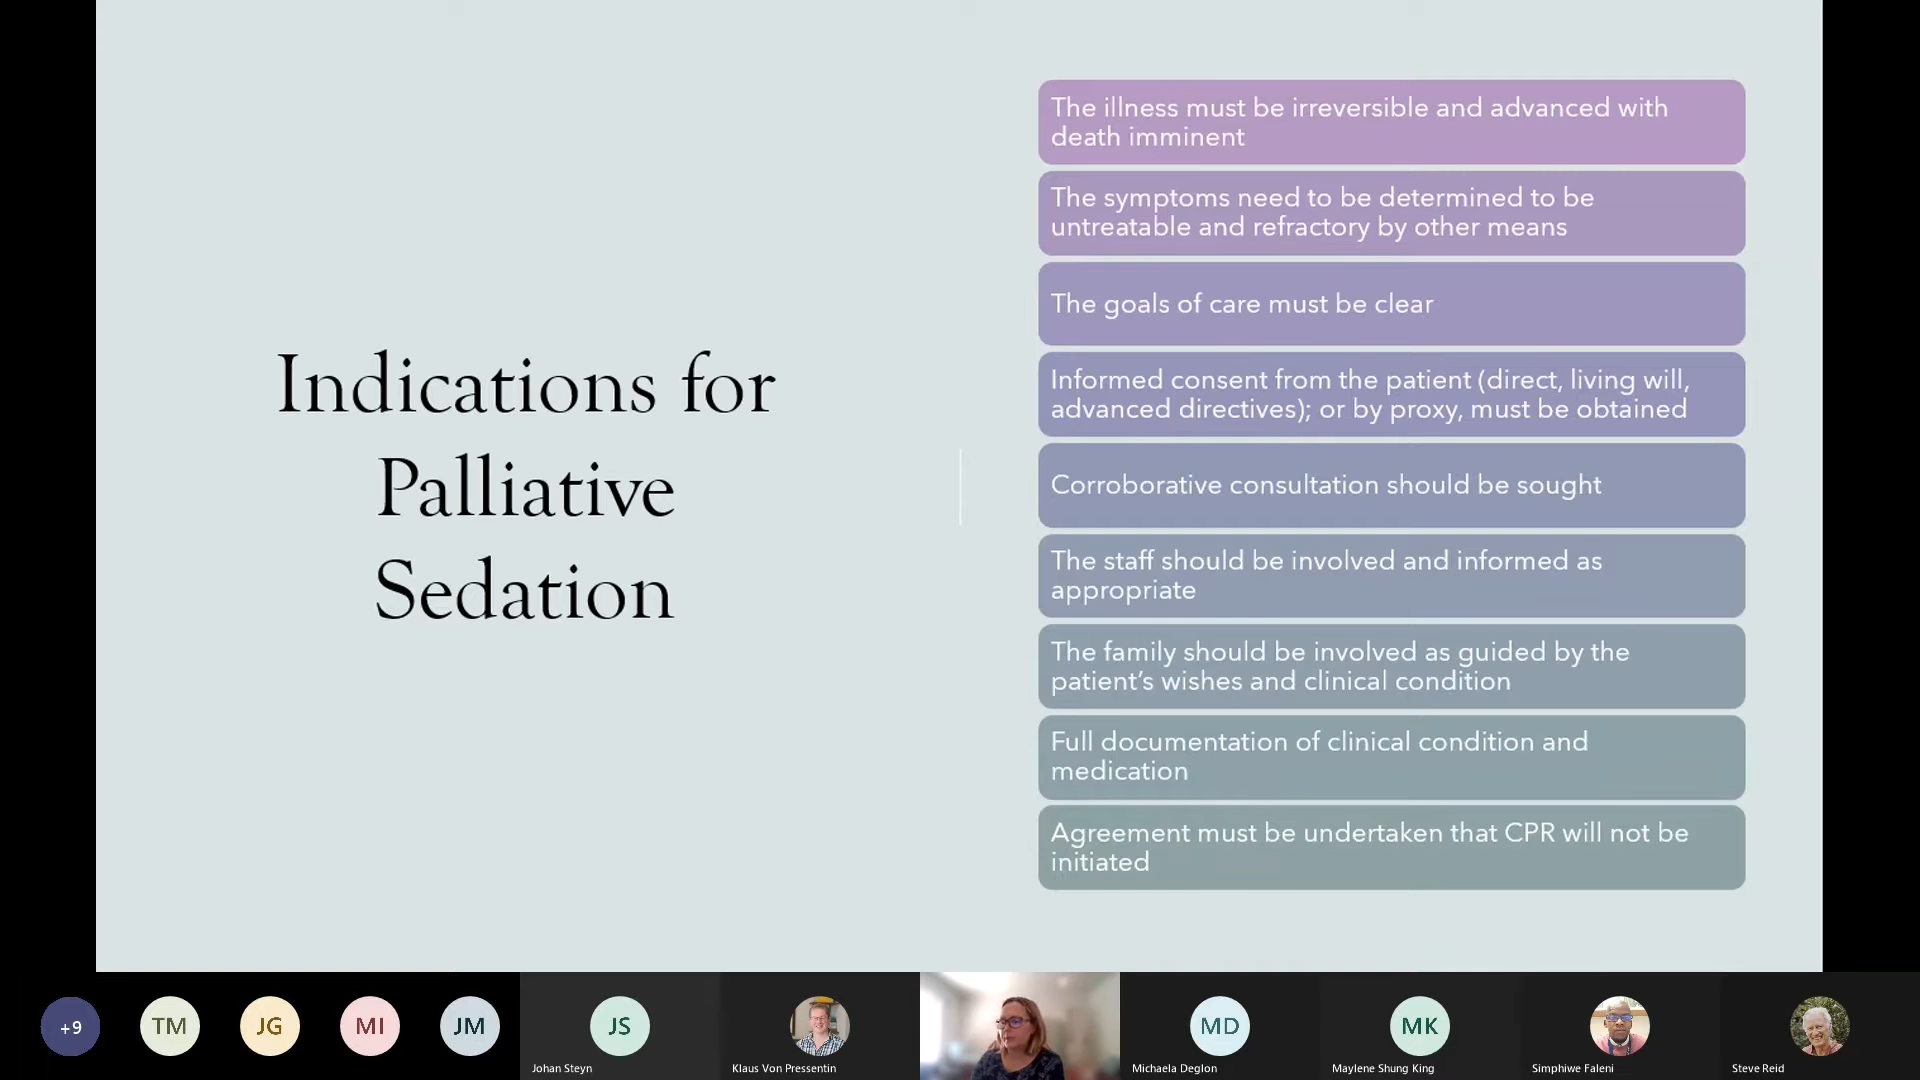 Indications for
Palliative
Sedation
The illness must be irreversible and advanced with
death imminent
The symptoms need to be determined to be
untreatable and refractory by other means
The goals of care must be clear
Informed consent from the patient (direct, living will,
advanced directives); or by proxy, must be obtained
Corroborative consultation should be sought
The staff should be involved and informed as
appropriate
The family should be involved as guided by the
patient’s wishes and clinical condition
Full documentation of clinical condition and
medication
Agreement must be undertaken that CPR will not be
initiated
+9
TM
JG
MI
JM
JS
Johan Steyn
Klaus Von Pressentin
MD
Michaela Deglon
MK
Maylene Shung King
Simphiwe Faleni
Steve Reid